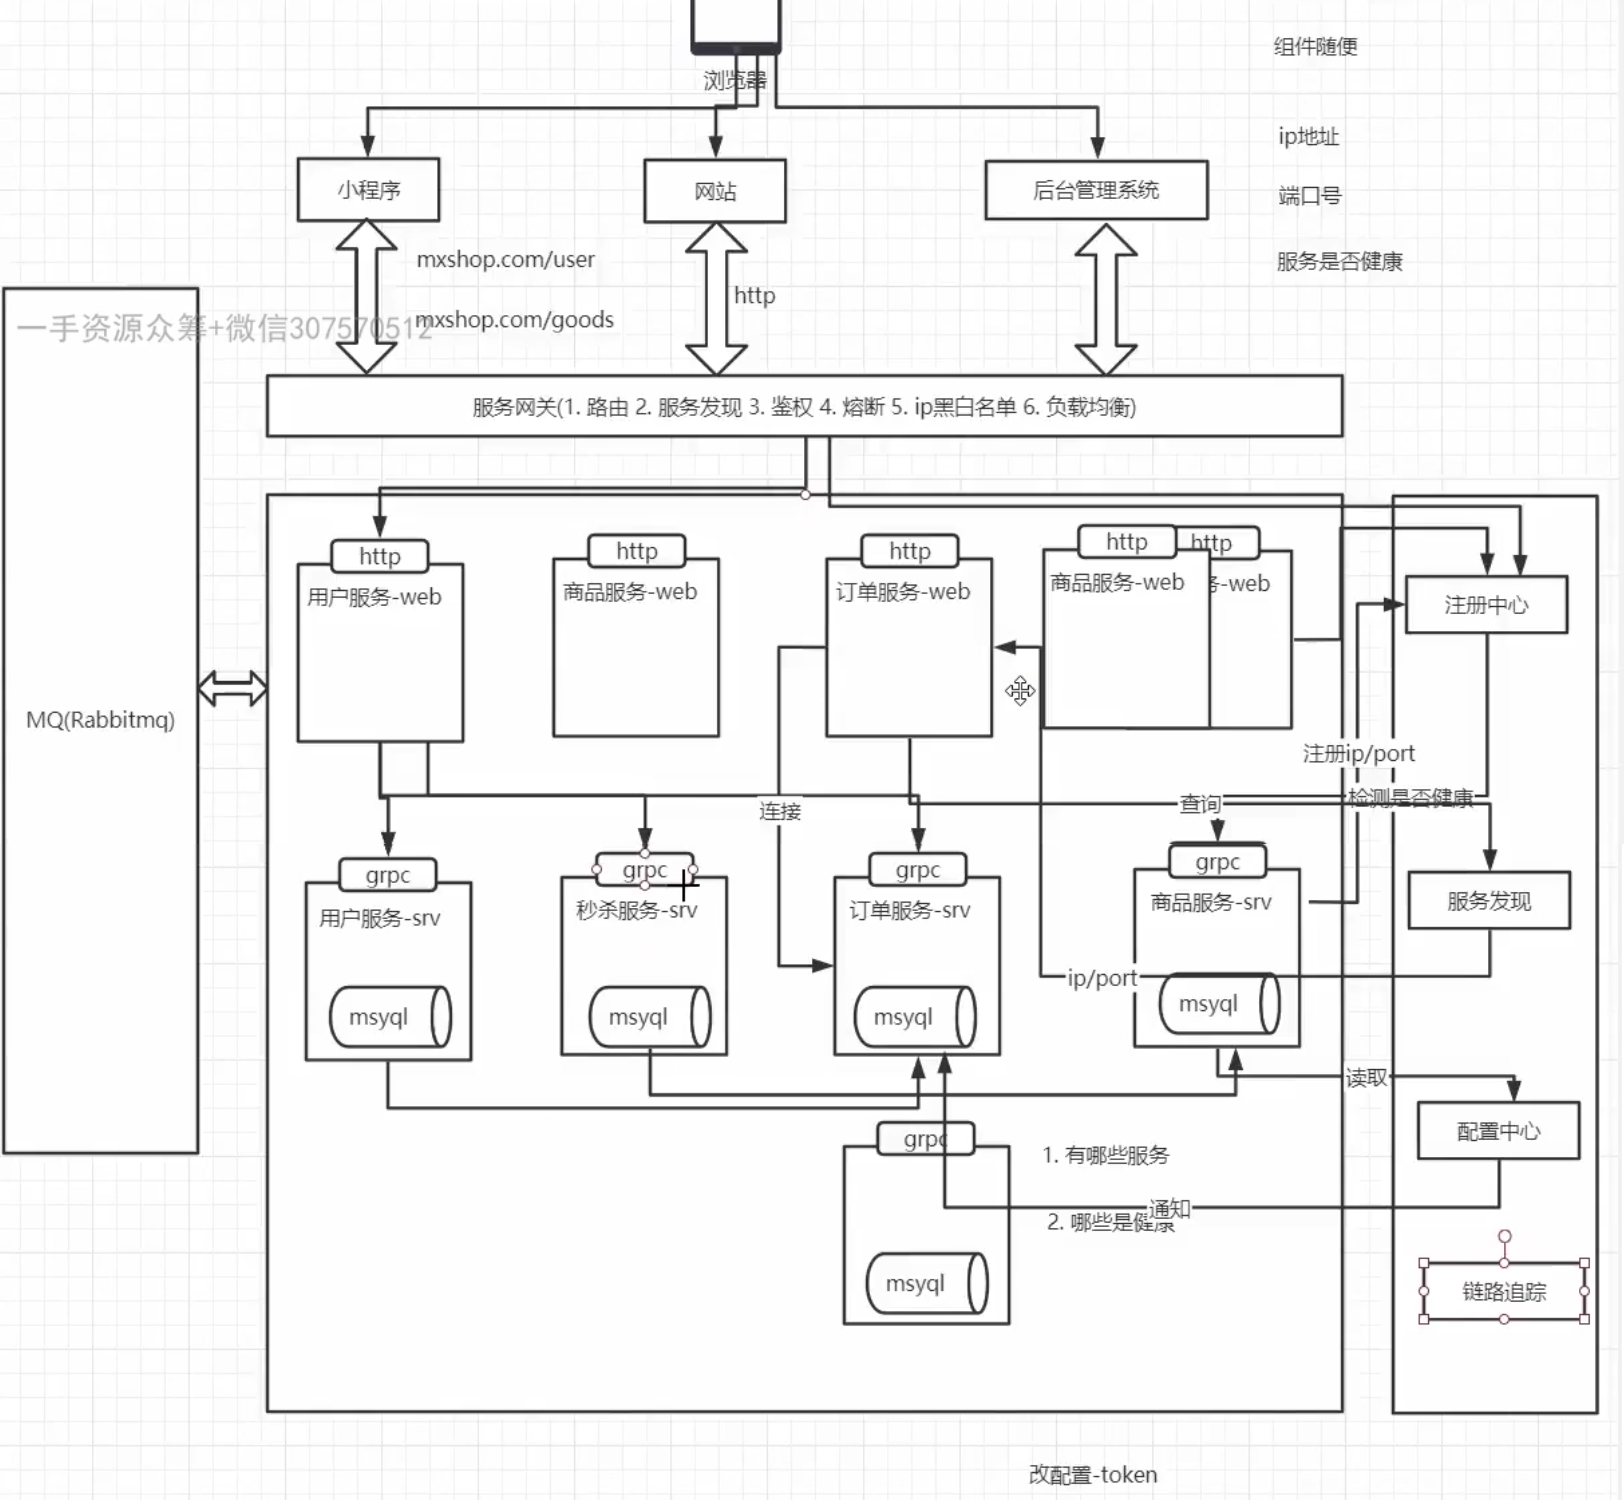 组件随便
浏览器
ip地址
小程序
网站
后台管理系统
端口号
mxshop.com/user
服务是否健康
http
mxshop.com/goods
一手资源众筹+微信307570512
服务网关(1. 路由 2. 服务发现 3. 鉴权 4. 熔断 5. ip黑白名单 6. 负载均衡)
http
http
http
http
http
用户服务-web
商品服务-web
订单服务-web
商品服务-web
务-web
注册中心
MQ(Rabbitmq)
注册ip/port
连接
查询
检测是否健康
grpc
grpc
grpc
grpc
用户服务-srv
秒杀服务-srv
订单服务-srv
商品服务-srv
服务发现
ip/port
msyql
msyql
msyql
msyql
读取
grpc
1. 有哪些服务
配置中心
通知
2. 哪些是健康
msyql
链路追踪
改配置-token